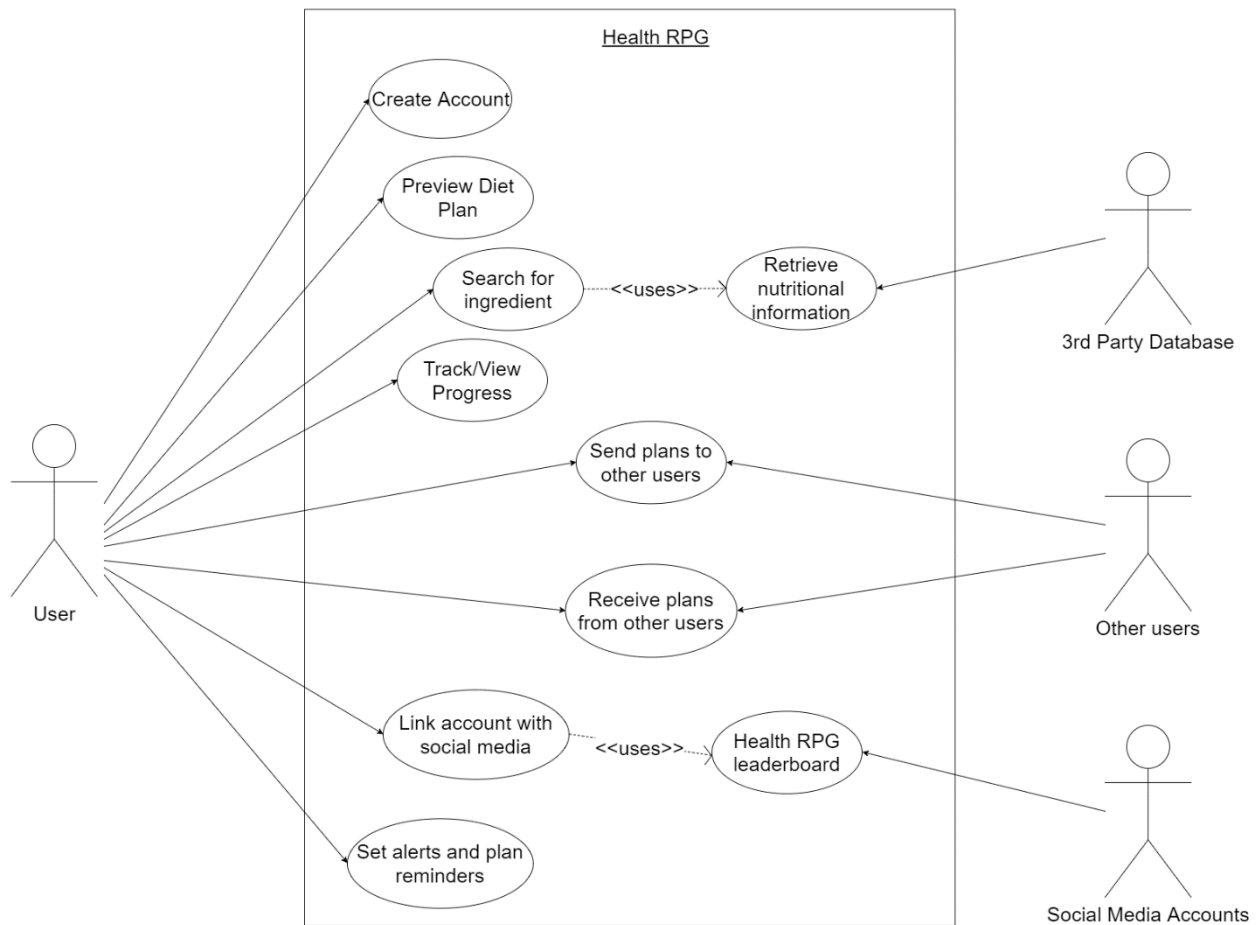 Health RPG
Create Account
Preview Diet
Plan
Search for
ingredient
<<uses>>
Retrieve
nutritional
information
3rd Party Database
Track/View
Progress
User
Send plans to
other users
Receive plans
from other users
Other users
Link account with
social media
<<uses>>
Health RPG
leaderboard
Set alerts and plan
reminders
Social Media Accounts